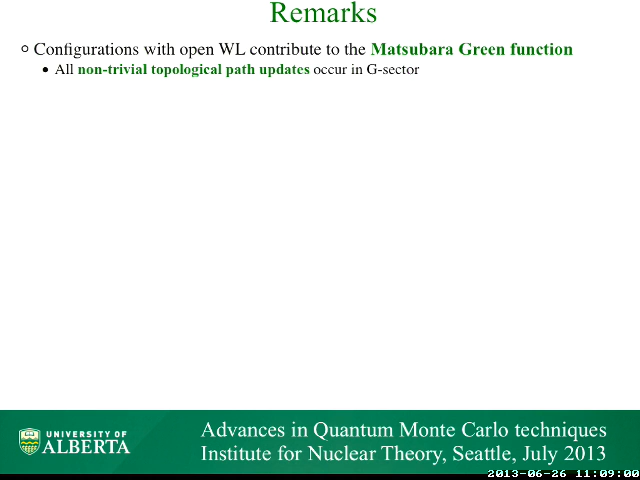 Remarks
Configurations with open WL contribute to the Matsubara Green function
All non-trivial topological path updates occur in G-sector
UNIVERSITY OF
ALBERTA
Advances in Quantum Monte Carlo techniques
Institute for Nuclear Theory, Seattle, July 2013
2013-06-26 11:09:00